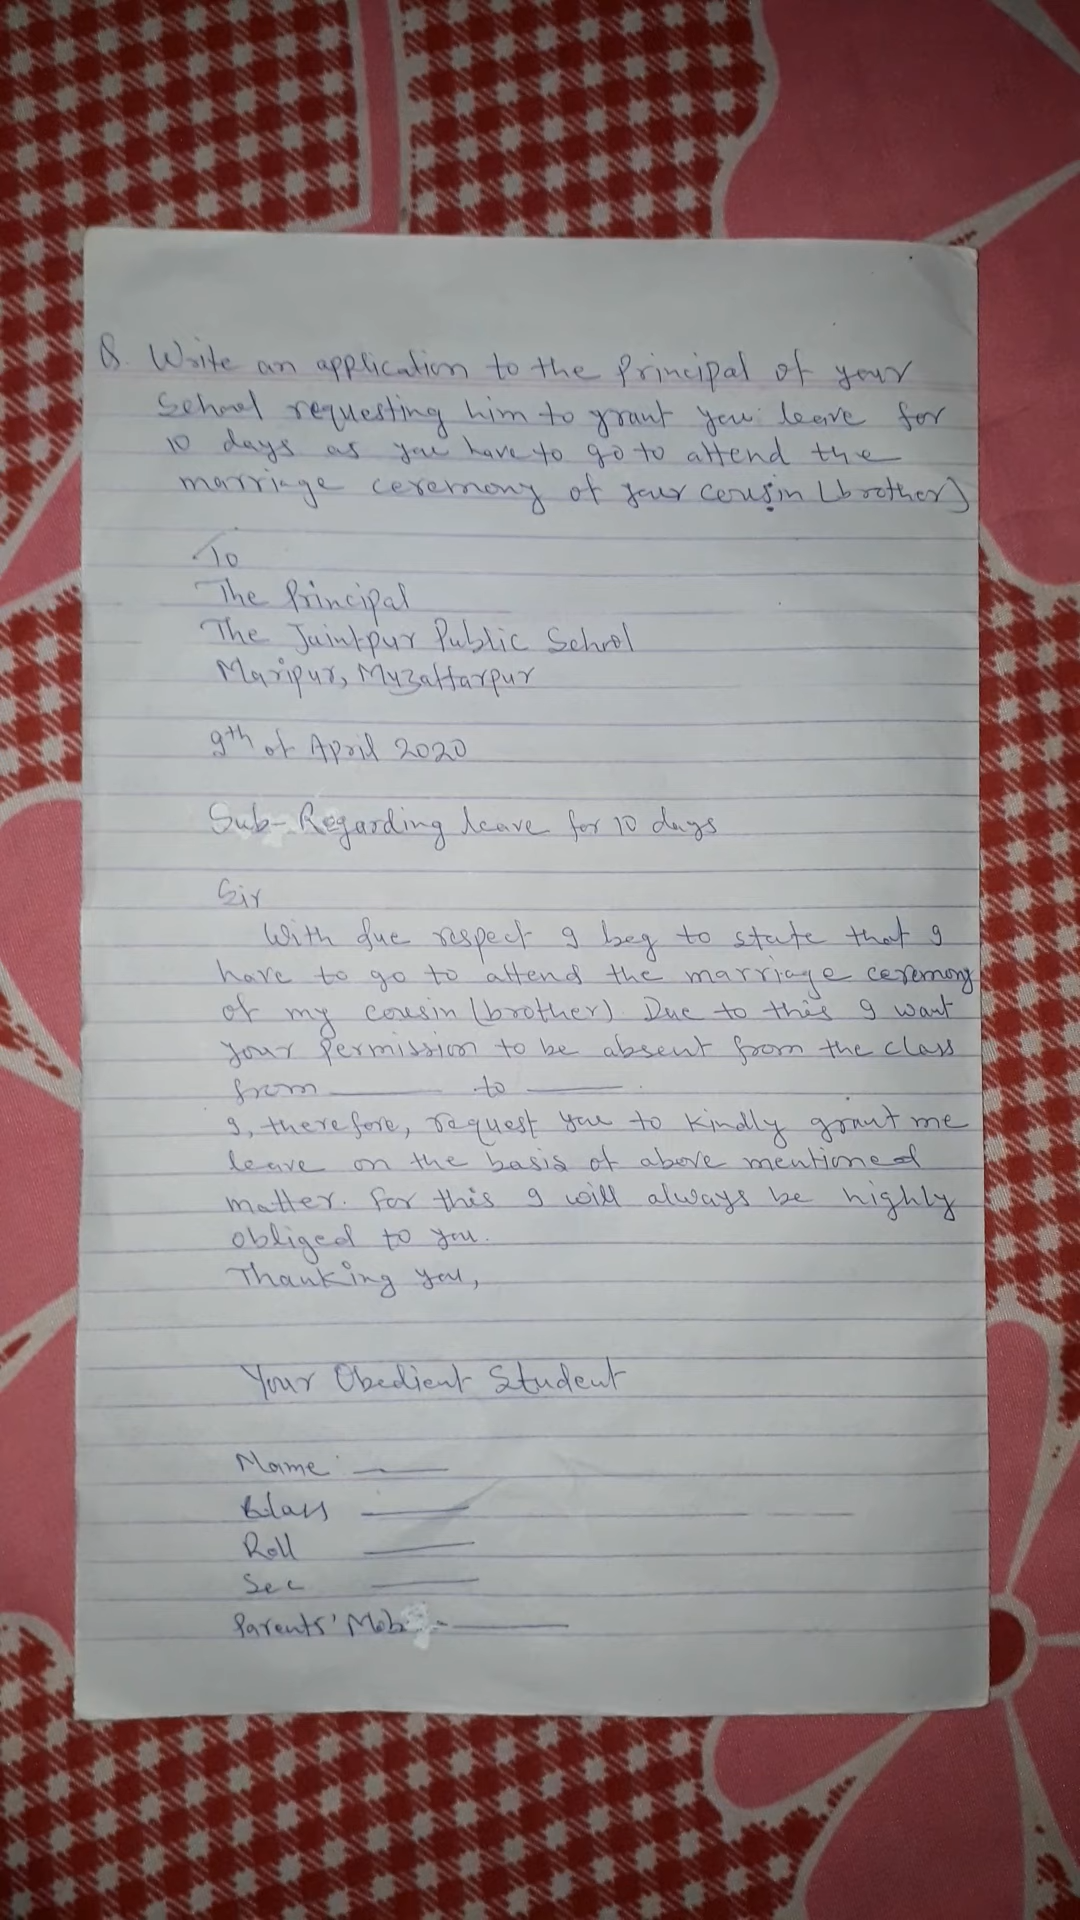 Q. Write an application to the Principal of your
School requesting him to grant you leave for
10 days as you have to go to attend the
marriage ceremony of your cousin (brother)
To
The Principal
The Jaintpur Public School
Maripur, Muzaffarpur
9th of April 2020
Sub- Regarding leave for 10 days
Sir
With due respect I beg to state that I
have to go to attend the marriage ceremony
of my cousin (brother). Due to this I want
your permission to be absent from the class
from ______ to ______.
I, therefore, request you to kindly grant me
leave on the basis of above mentioned
matter. For this I will always be highly
obliged to you.
Thanking you,
Your Obedient Student
Name ______
Class ______
Roll ______
Sec ______
Parents' Mob - ______